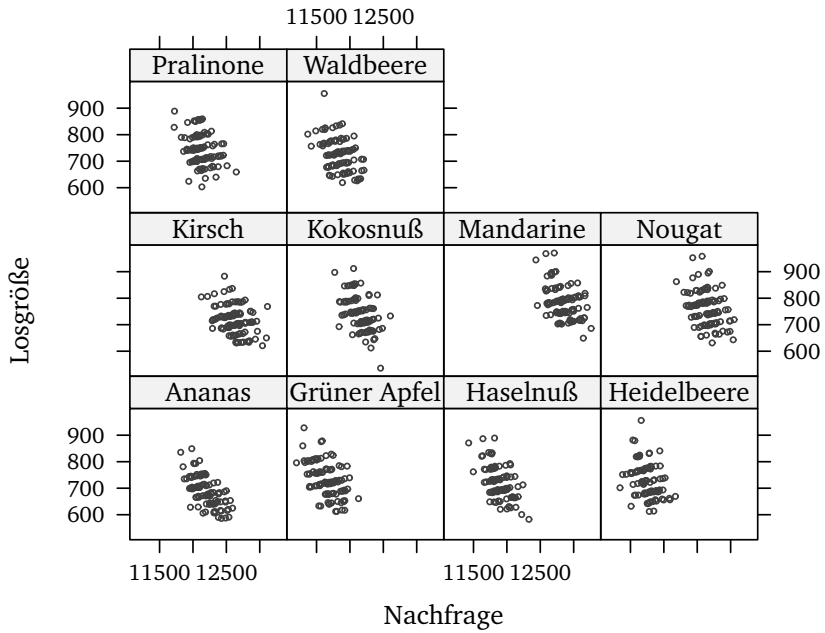 11500 12500
Pralinone Waldbeere
900
800
700
600
Kirsch Kokosnuß Mandarine Nougat
900
800
700
600
Losgröße
Ananas Grüner Apfel Haselnuß Heidelbeere
900
800
700
600
11500 12500 11500 12500
Nachfrage